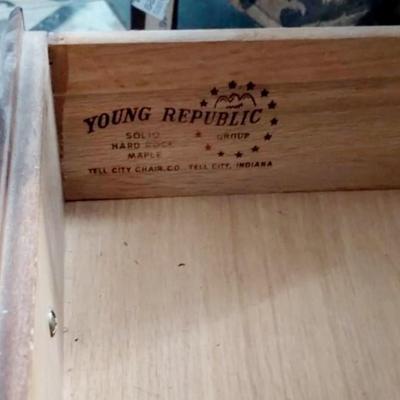 YOUNG REPUBLIC
SOLID GROUP
HARD ROCK
MAPLE
TELL CITY CHAIR CO. TELL CITY, INDIANA